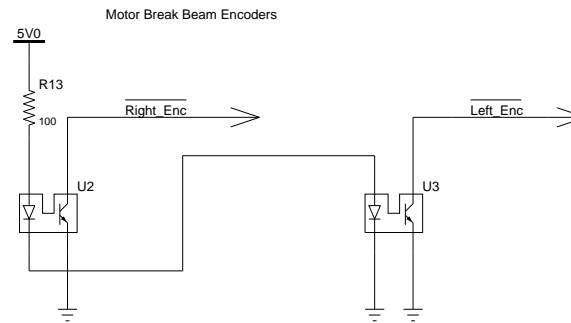 Motor Break Beam Encoders
5V0
R13
100
Right_Enc
Left_Enc
U2
U3